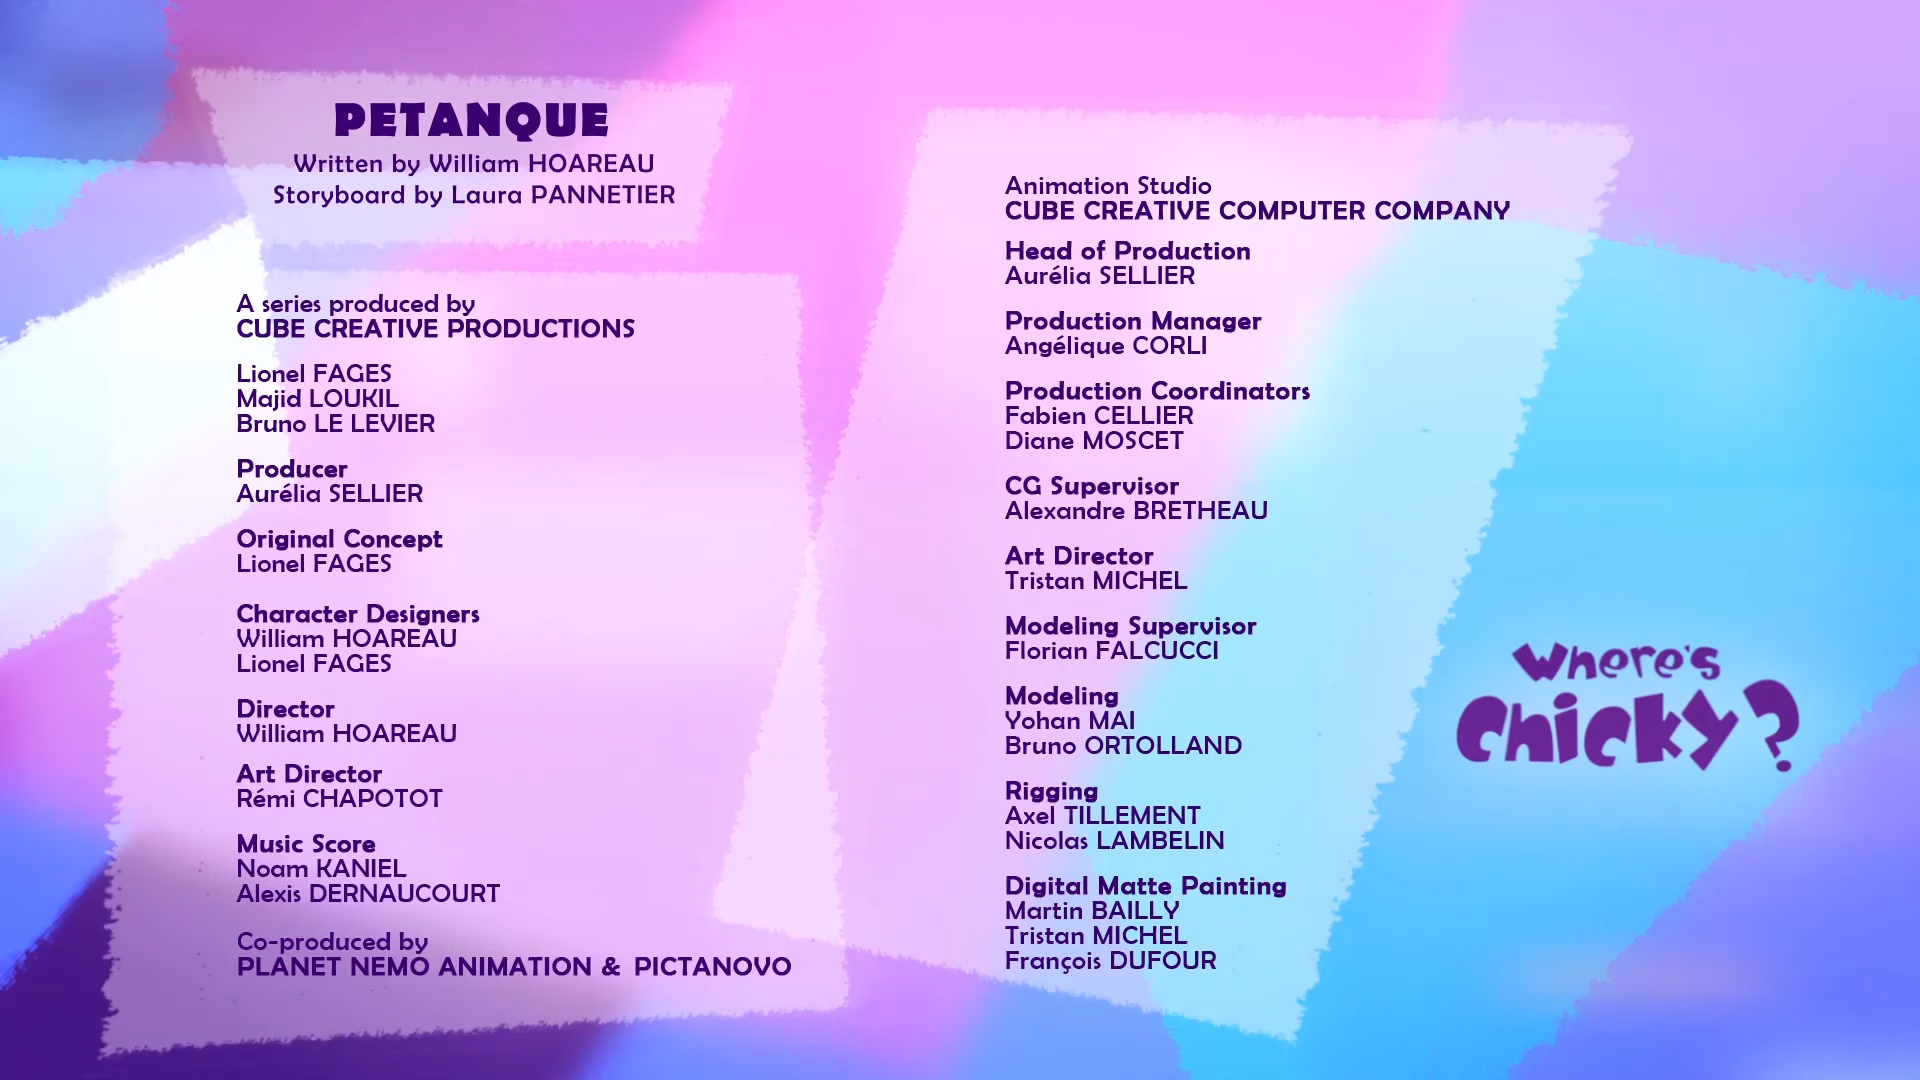 PETANQUE
Written by William HOAREAU
Storyboard by Laura PANNETIER
A series produced by
CUBE CREATIVE PRODUCTIONS
Lionel FAGES
Majid LOUKIL
Bruno LE LEVIER
Producer
Aurélia SELLIER
Original Concept
Lionel FAGES
Character Designers
William HOAREAU
Lionel FAGES
Director
William HOAREAU
Art Director
Rémi CHAPOTOT
Music Score
Noam KANIEL
Alexis DERNAUCOURT
Co-produced by
PLANET NEMO ANIMATION & PICTANOVO
Animation Studio
CUBE CREATIVE COMPUTER COMPANY
Head of Production
Aurélia SELLIER
Production Manager
Angélique CORLI
Production Coordinators
Fabien CELLIER
Diane MOSCET
CG Supervisor
Alexandre BRETHEAU
Art Director
Tristan MICHEL
Modeling Supervisor
Florian FALCUCCI
Modeling
Yohan MAI
Bruno ORTOLLAND
Rigging
Axel TILLEMENT
Nicolas LAMBELIN
Digital Matte Painting
Martin BAILLY
Tristan MICHEL
François DUFOUR
Where's
Chicky?